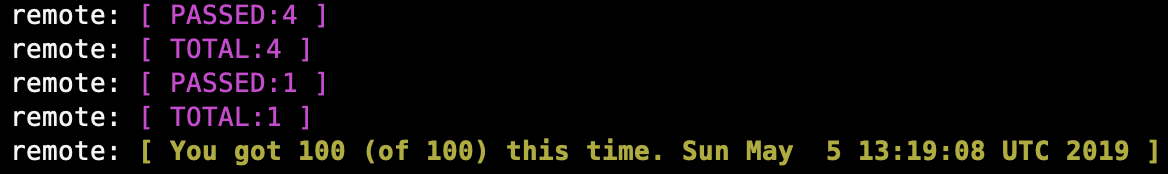 remote: [ PASSED:4 ]
remote: [ TOTAL:4 ]
remote: [ PASSED:1 ]
remote: [ TOTAL:1 ]
remote: [ You got 100 (of 100) this time. Sun May  5 13:19:08 UTC 2019 ]